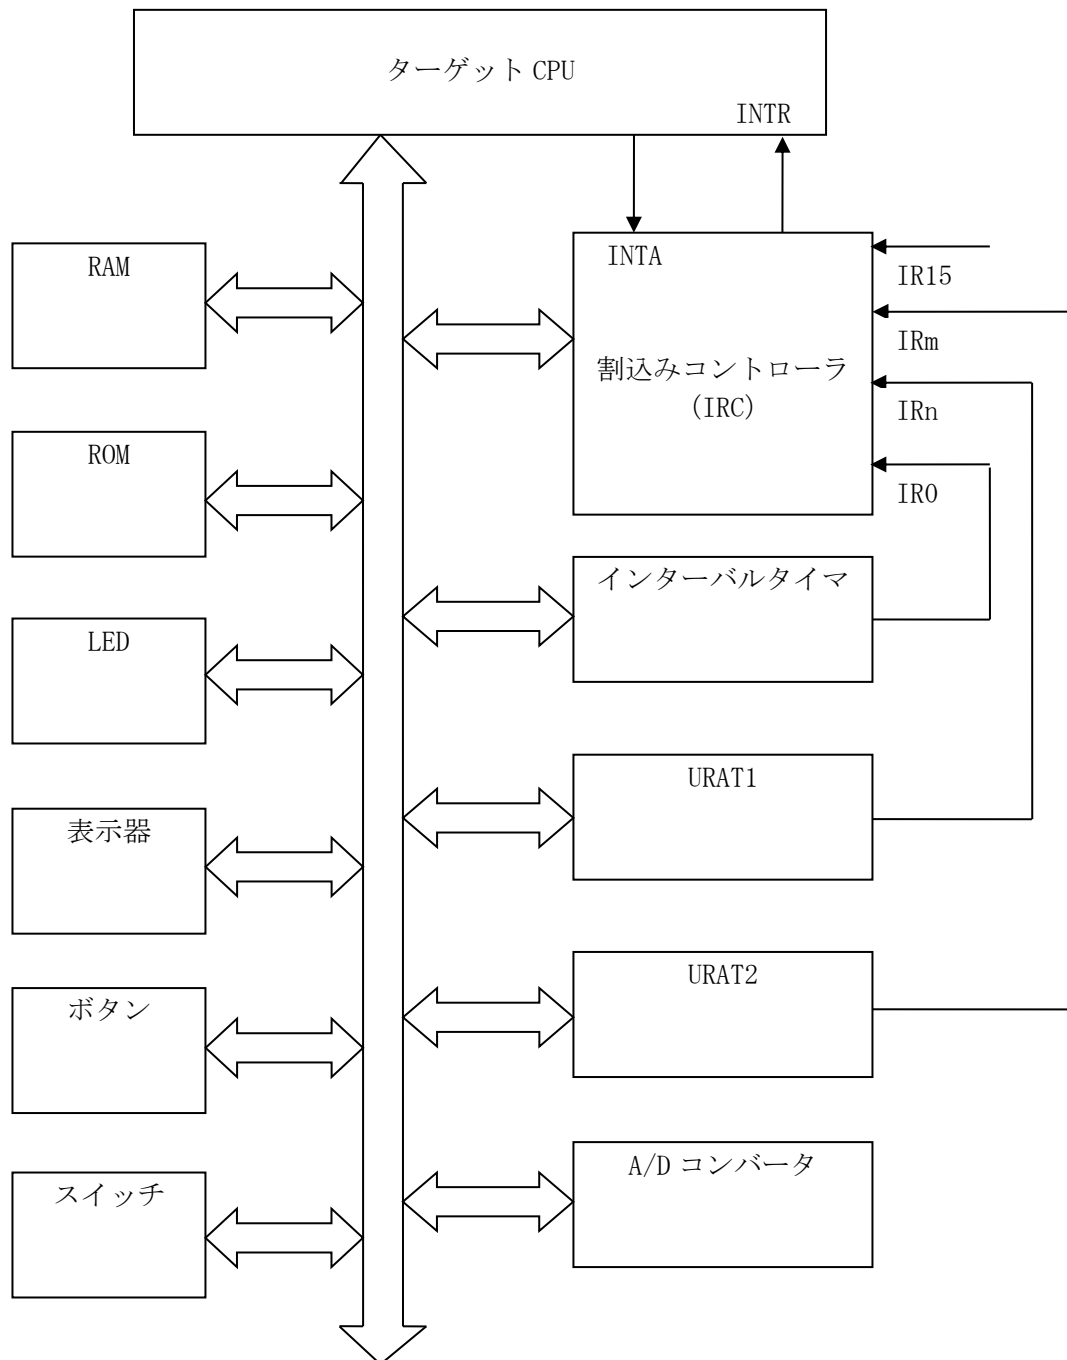 ターゲット CPU
INTR
INTA
割込みコントローラ
(IRC)
IR15
IRm
IRn
IR0
RAM
ROM
LED
表示器
ボタン
スイッチ
インターバルタイマ
URAT1
URAT2
A/D コンバータ